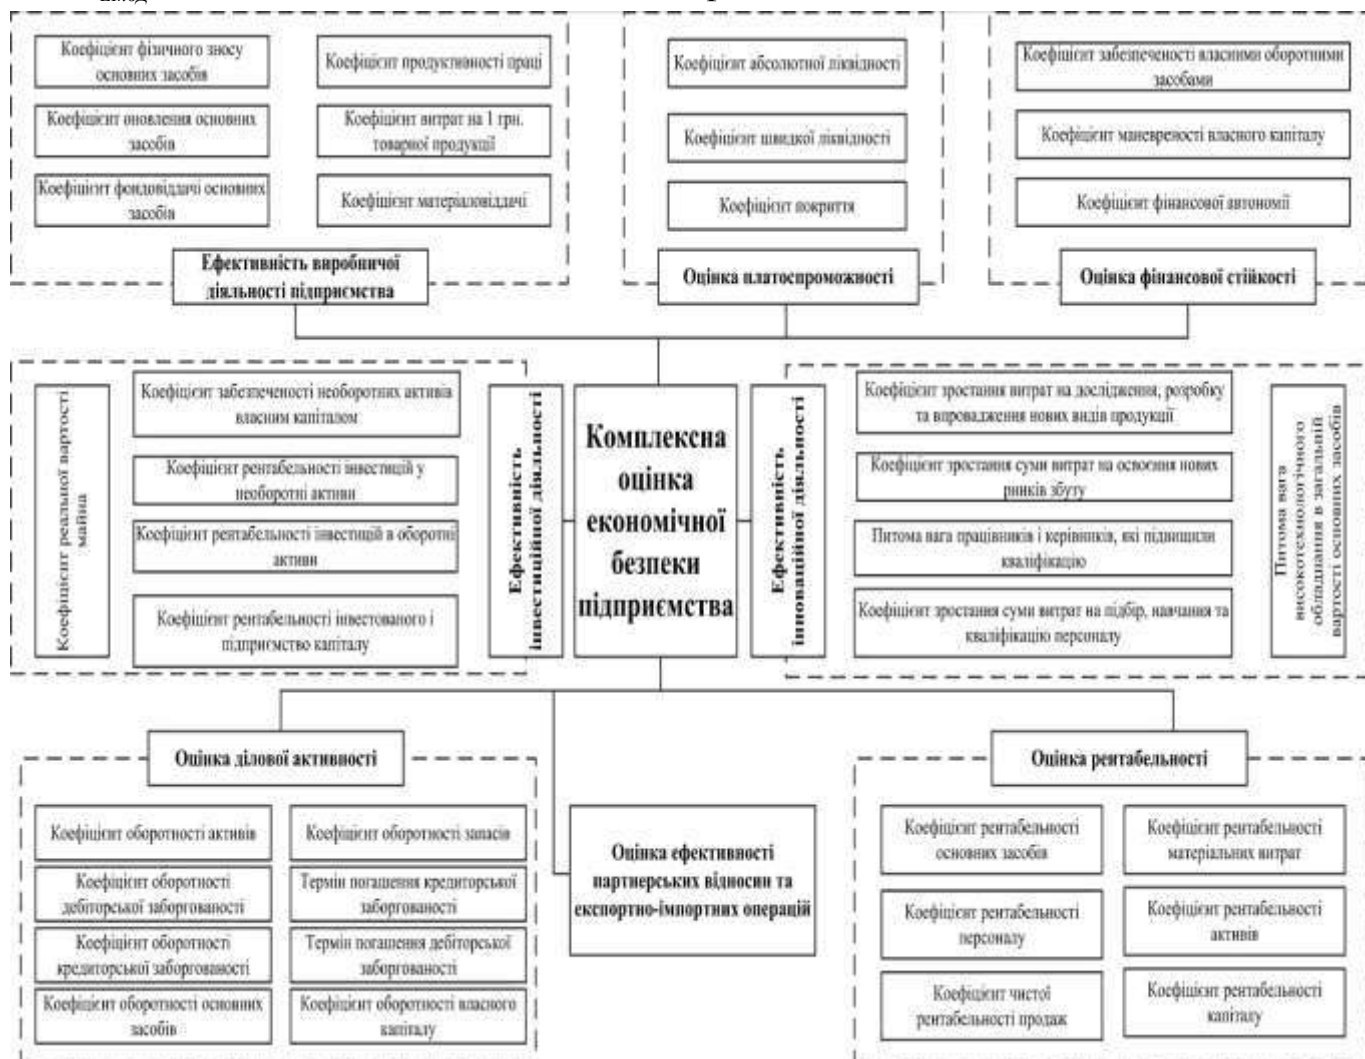 Коефіцієнт фізичного зносу
основних засобів
Коефіцієнт оновлення основних
засобів
Коефіцієнт фондовіддачі основних
засобів
Коефіцієнт продуктивності праці
Коефіцієнт витрат на 1 грн.
товарної продукції
Коефіцієнт матеріаловіддачі
Ефективність виробничої
діяльності підприємства
Коефіцієнт абсолютної ліквідності
Коефіцієнт швидкої ліквідності
Коефіцієнт покриття
Оцінка платоспроможності
Коефіцієнт забезпеченості власними оборотними
засобами
Коефіцієнт маневреності власного капіталу
Коефіцієнт фінансової автономії
Оцінка фінансової стійкості
Коефіцієнт реальної вартості
майна
Коефіцієнт забезпеченості необоротних активів
власним капіталом
Коефіцієнт рентабельності інвестицій у
необоротні активи
Коефіцієнт рентабельності інвестицій в оборотні
активи
Коефіцієнт рентабельності інвестованого і
підприємство капіталу
Ефективність
інвестиційної діяльності
Комплексна
оцінка
економічної
безпеки
підприємства
Ефективність
інноваційної діяльності
Коефіцієнт зростання витрат на дослідження, розробку
та впровадження нових видів продукції
Коефіцієнт зростання суми витрат на освоєння нових
ринків збуту
Питома вага працівників і керівників, які підвищили
кваліфікацію
Коефіцієнт зростання суми витрат на підбір, навчання та
кваліфікацію персоналу
Питома вага
високотехнологічного
обладнання в загальній
вартості основних засобів
Оцінка ділової активності
Коефіцієнт оборотності активів
Коефіцієнт оборотності
дебіторської заборгованості
Коефіцієнт оборотності
кредиторської заборгованості
Коефіцієнт оборотності основних
засобів
Коефіцієнт оборотності запасів
Термін погашення кредиторської
заборгованості
Термін погашення дебіторської
заборгованості
Коефіцієнт оборотності власного
капіталу
Оцінка ефективності
партнерських відносин та
експортно-імпортних операцій
Оцінка рентабельності
Коефіцієнт рентабельності
основних засобів
Коефіцієнт рентабельності
персоналу
Коефіцієнт чистої
рентабельності продаж
Коефіцієнт рентабельності
матеріальних витрат
Коефіцієнт рентабельності
активів
Коефіцієнт рентабельності
капіталу